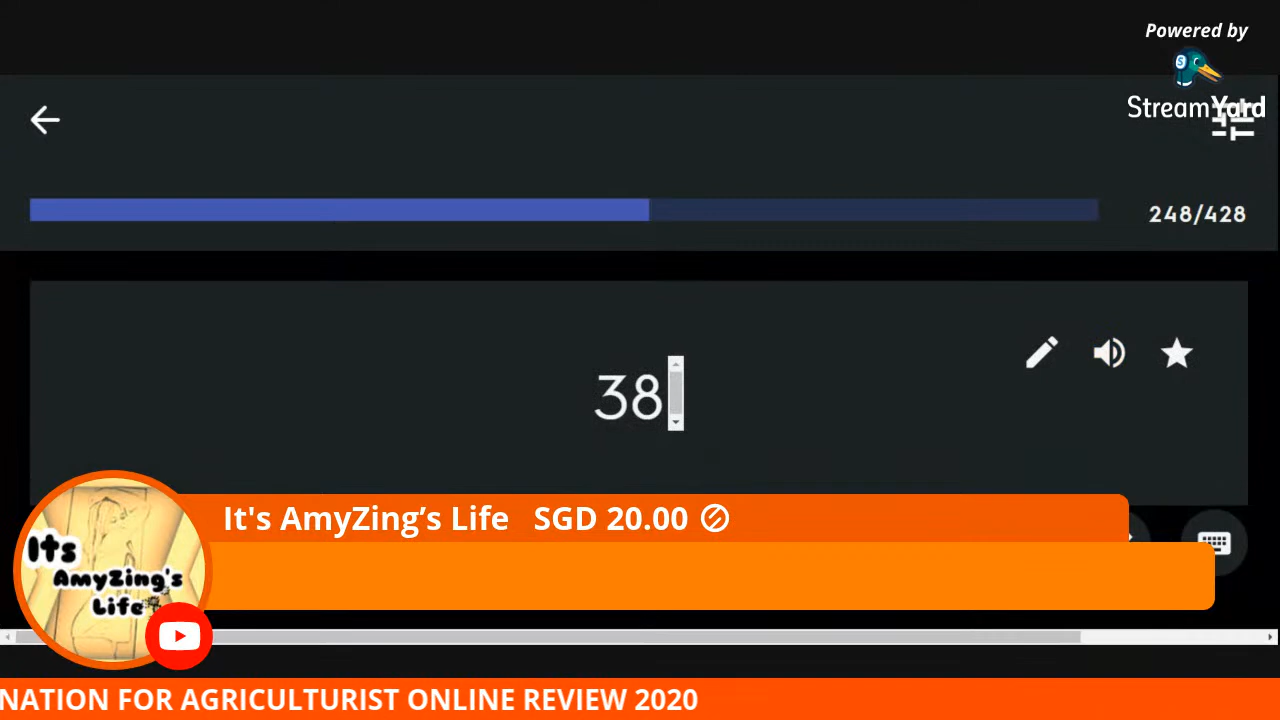 Powered by
StreamYard
248/428
38
It's AmyZing's Life SGD 20.00
Its
AmyZing's
Life
NATION FOR AGRICULTURIST ONLINE REVIEW 2020